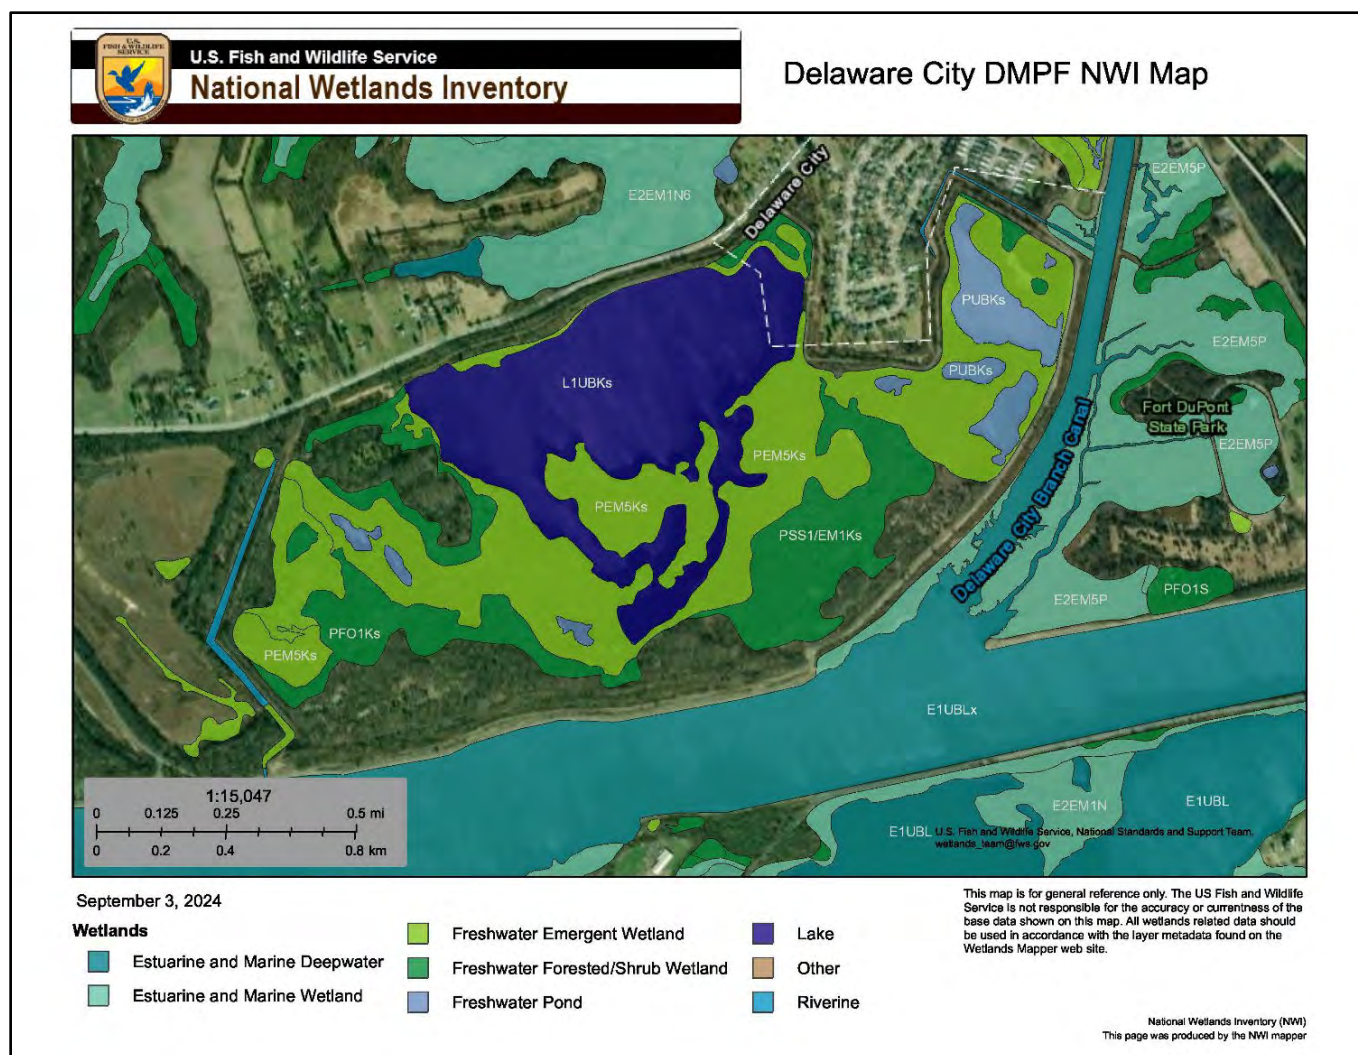 U.S.
FISH & WILDLIFE
SERVICE
U.S. Fish and Wildlife Service
National Wetlands Inventory
Delaware City DMPF NWI Map
E2EM1N6
Delaware City
E2EM5P
PUBKs
E2EM5P
L1UBKs
PUBKs
Fort DuPont
State Park
E2EM5P
PEM5Ks
PEM5Ks
Delaware City Branch Canal
PSS1/EM1Ks
PFO1S
E2EM5P
PFO1Ks
PEM5Ks
E1UBLx
E2EM1N
E1UBL
E1UBL
U.S. Fish and Wildlife Service, National Standards and Support Team,
wetlands_team@fws.gov
1:15,047
0 0.125 0.25 0.5 mi
0 0.2 0.4 0.8 km
September 3, 2024
Wetlands
Estuarine and Marine Deepwater
Estuarine and Marine Wetland
Freshwater Emergent Wetland
Freshwater Forested/Shrub Wetland
Freshwater Pond
Lake
Other
Riverine
This map is for general reference only. The US Fish and Wildlife
Service is not responsible for the accuracy or currentness of the
base data shown on this map. All wetlands related data should
be used in accordance with the layer metadata found on the
Wetlands Mapper web site.
National Wetlands Inventory (NWI)
This page was produced by the NWI mapper